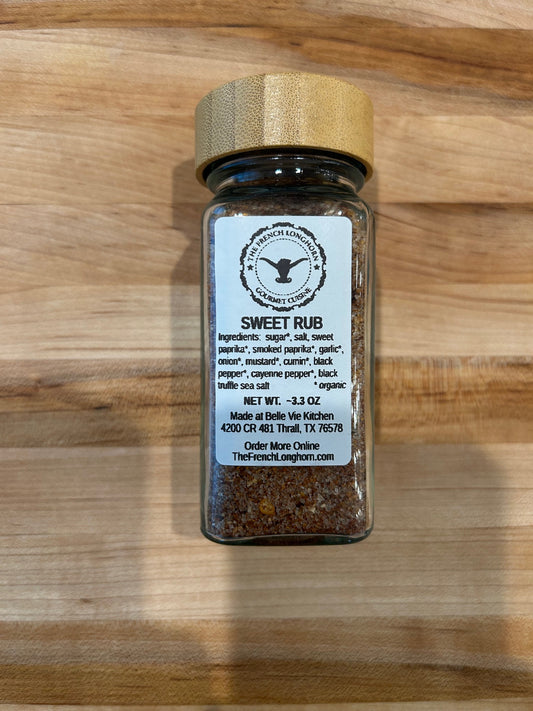 THE FRENCH LONGHORN
GOURMET CUISINE
SWEET RUB
Ingredients: sugar*, salt, sweet
paprika*, smoked paprika*, garlic*,
onion*, mustard*, cumin*, black
pepper*, cayenne pepper*, black
truffle sea salt * organic
NET WT. ~3.3 OZ
Made at Belle Vie Kitchen
4200 CR 481 Thrall, TX 76578
Order More Online
TheFrenchLonghorn.com